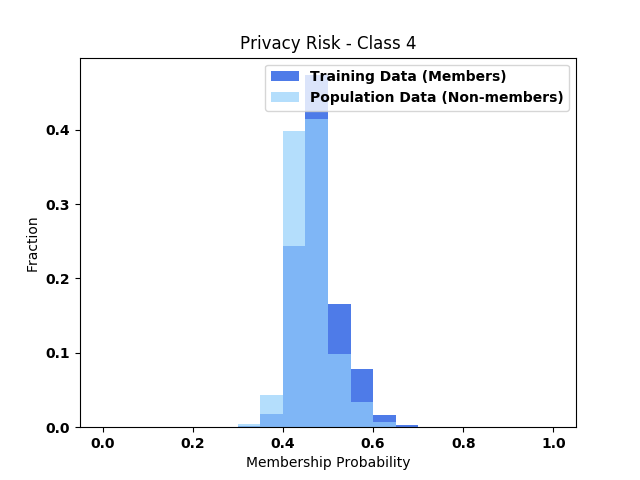 Privacy Risk - Class 4
Training Data (Members)
Population Data (Non-members)
Fraction
0.4
0.3
0.2
0.1
0.0
0.0 0.2 0.4 0.6 0.8 1.0
Membership Probability